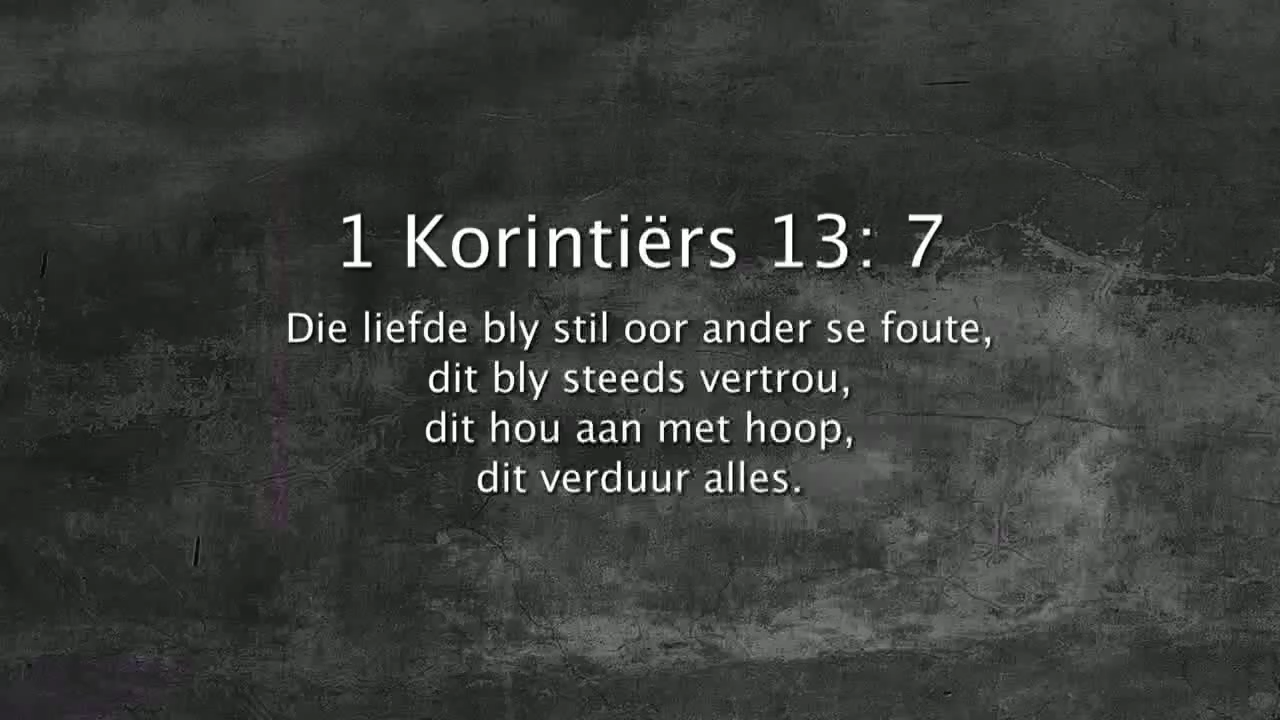 1 Korintiërs 13: 7
Die liefde bly stil oor ander se foute,
dit bly steeds vertrou,
dit hou aan met hoop,
dit verduur alles.